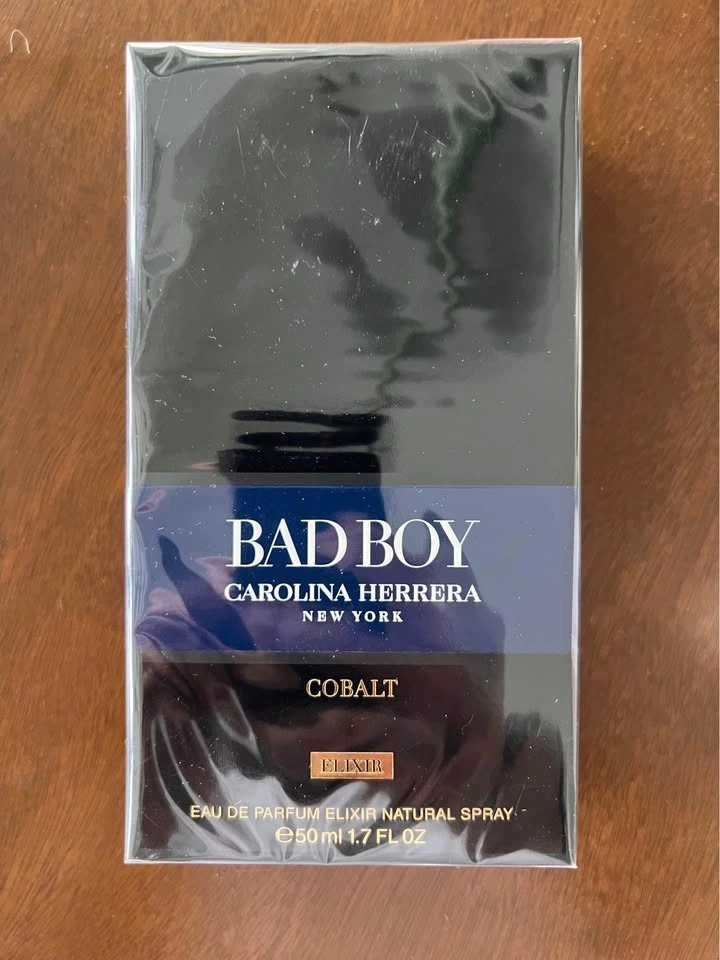 BAD BOY
CAROLINA HERRERA
NEW YORK
COBALT
ELIXIR
EAU DE PARFUM ELIXIR NATURAL SPRAY
℮50 ml 1.7 FL OZ